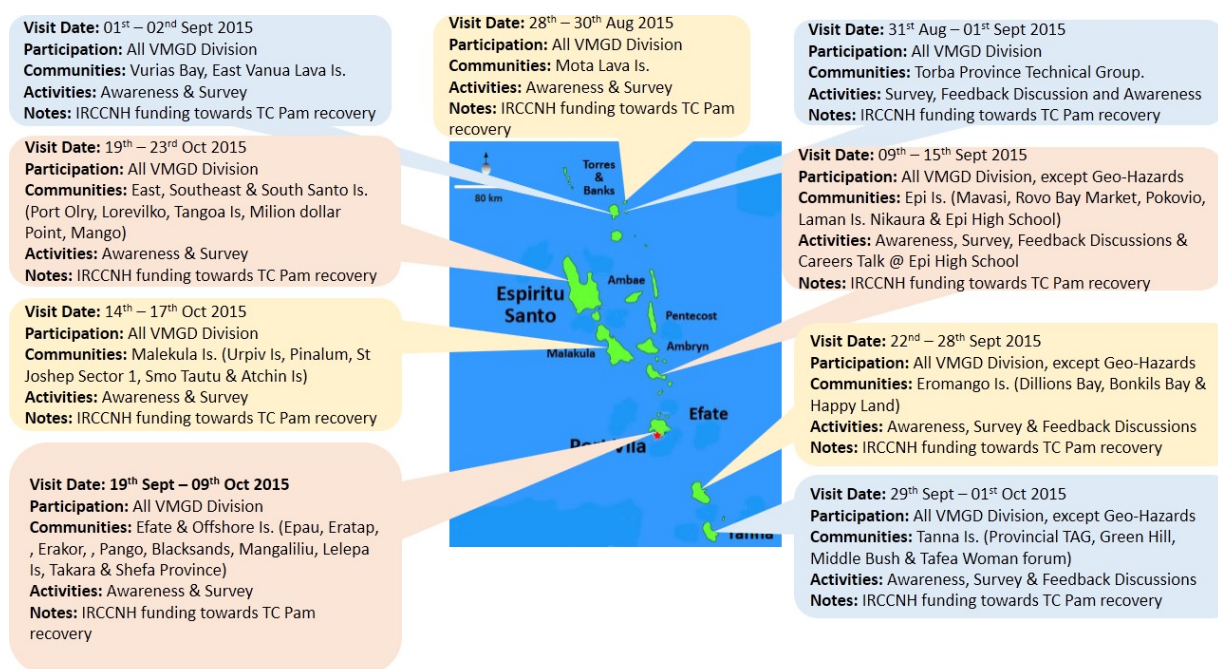 Visit Date: 01st – 02nd Sept 2015
Participation: All VMGD Division
Communities: Vurias Bay, East Vanua Lava Is.
Activities: Awareness & Survey
Notes: IRCCNH funding towards TC Pam recovery
Visit Date: 28th – 30th Aug 2015
Participation: All VMGD Division
Communities: Mota Lava Is.
Activities: Awareness & Survey
Notes: IRCCNH funding towards TC Pam
recovery
Visit Date: 31st Aug – 01st Sept 2015
Participation: All VMGD Division
Communities: Torba Province Technical Group.
Activities: Survey, Feedback Discussion and Awareness
Notes: IRCCNH funding towards TC Pam recovery
Visit Date: 19th – 23rd Oct 2015
Participation: All VMGD Division
Communities: East, Southeast & South Santo Is.
(Port Olry, Lorevilko, Tangoa Is, Milion dollar
Point, Mango)
Activities: Awareness & Survey
Notes: IRCCNH funding towards TC Pam recovery
Visit Date: 09th – 15th Sept 2015
Participation: All VMGD Division, except Geo-Hazards
Communities: Epi Is. (Mavasi, Rovo Bay Market, Pokovio,
Laman Is. Nikaura & Epi High School)
Activities: Awareness, Survey, Feedback Discussions &
Careers Talk @ Epi High School
Notes: IRCCNH funding towards TC Pam recovery
Visit Date: 14th – 17th Oct 2015
Participation: All VMGD Division
Communities: Malekula Is. (Urpiv Is, Pinalum, St
Joshep Sector 1, Smo Tautu & Atchin Is)
Activities: Awareness & Survey
Notes: IRCCNH funding towards TC Pam recovery
Visit Date: 22nd – 28th Sept 2015
Participation: All VMGD Division, except Geo-Hazards
Communities: Eromango Is. (Dillions Bay, Bonkils Bay &
Happy Land)
Activities: Awareness, Survey & Feedback Discussions
Notes: IRCCNH funding towards TC Pam recovery
Visit Date: 19th Sept – 09th Oct 2015
Participation: All VMGD Division
Communities: Efate & Offshore Is. (Epau, Eratap,
, Erakor, , Pango, Blacksands, Mangaliliu, Lelepa
Is, Takara & Shefa Province)
Activities: Awareness & Survey
Notes: IRCCNH funding towards TC Pam
recovery
Visit Date: 29th Sept – 01st Oct 2015
Participation: All VMGD Division, except Geo-Hazards
Communities: Tanna Is. (Provincial TAG, Green Hill,
Middle Bush & Tafea Woman forum)
Activities: Awareness, Survey & Feedback Discussions
Notes: IRCCNH funding towards TC Pam recovery
Torres
&
Banks
80 km
Espiritu
Santo
Ambae
Pentecost
Malakula
Ambryn
Efate
Port Vila
Tanna